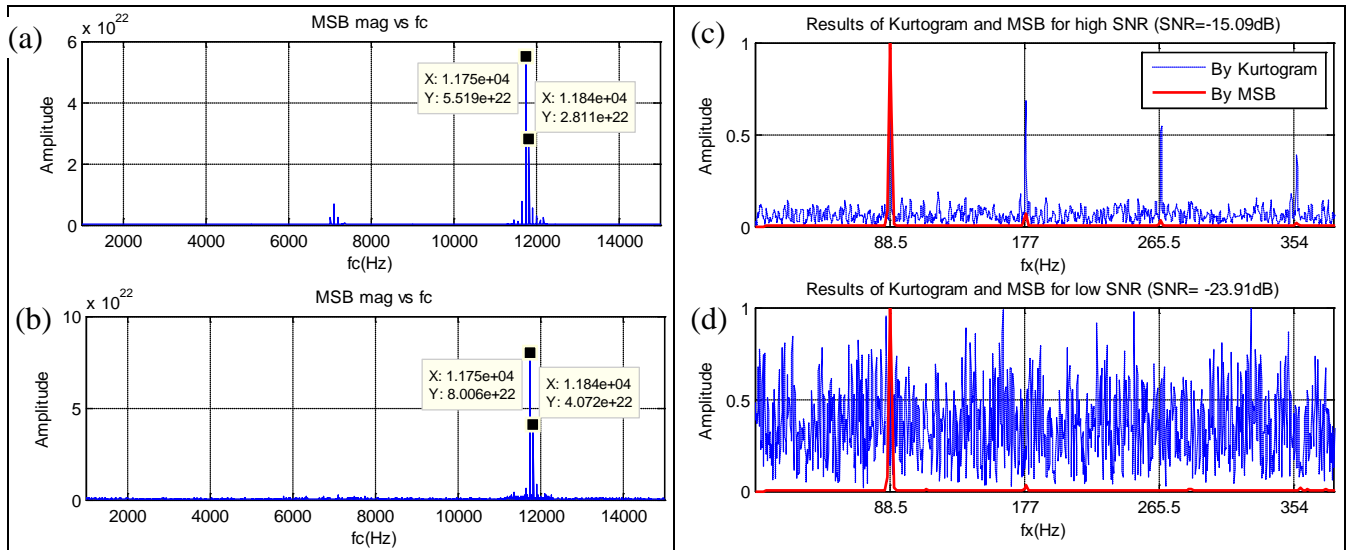 (a)
x 10^22
MSB mag vs fc
6
4
2
0
Amplitude
X: 1.175e+04
Y: 5.519e+22
X: 1.184e+04
Y: 2.811e+22
2000 4000 6000 8000 10000 12000 14000
fc(Hz)
(b)
x 10^22
MSB mag vs fc
10
5
0
Amplitude
X: 1.175e+04
Y: 8.006e+22
X: 1.184e+04
Y: 4.072e+22
2000 4000 6000 8000 10000 12000 14000
fc(Hz)
(c)
Results of Kurtogram and MSB for high SNR (SNR=-15.09dB)
1
0.5
0
Amplitude
By Kurtogram
By MSB
88.5 177 265.5 354
fx(Hz)
(d)
Results of Kurtogram and MSB for low SNR (SNR= -23.91dB)
1
0.5
0
Amplitude
88.5 177 265.5 354
fx(Hz)